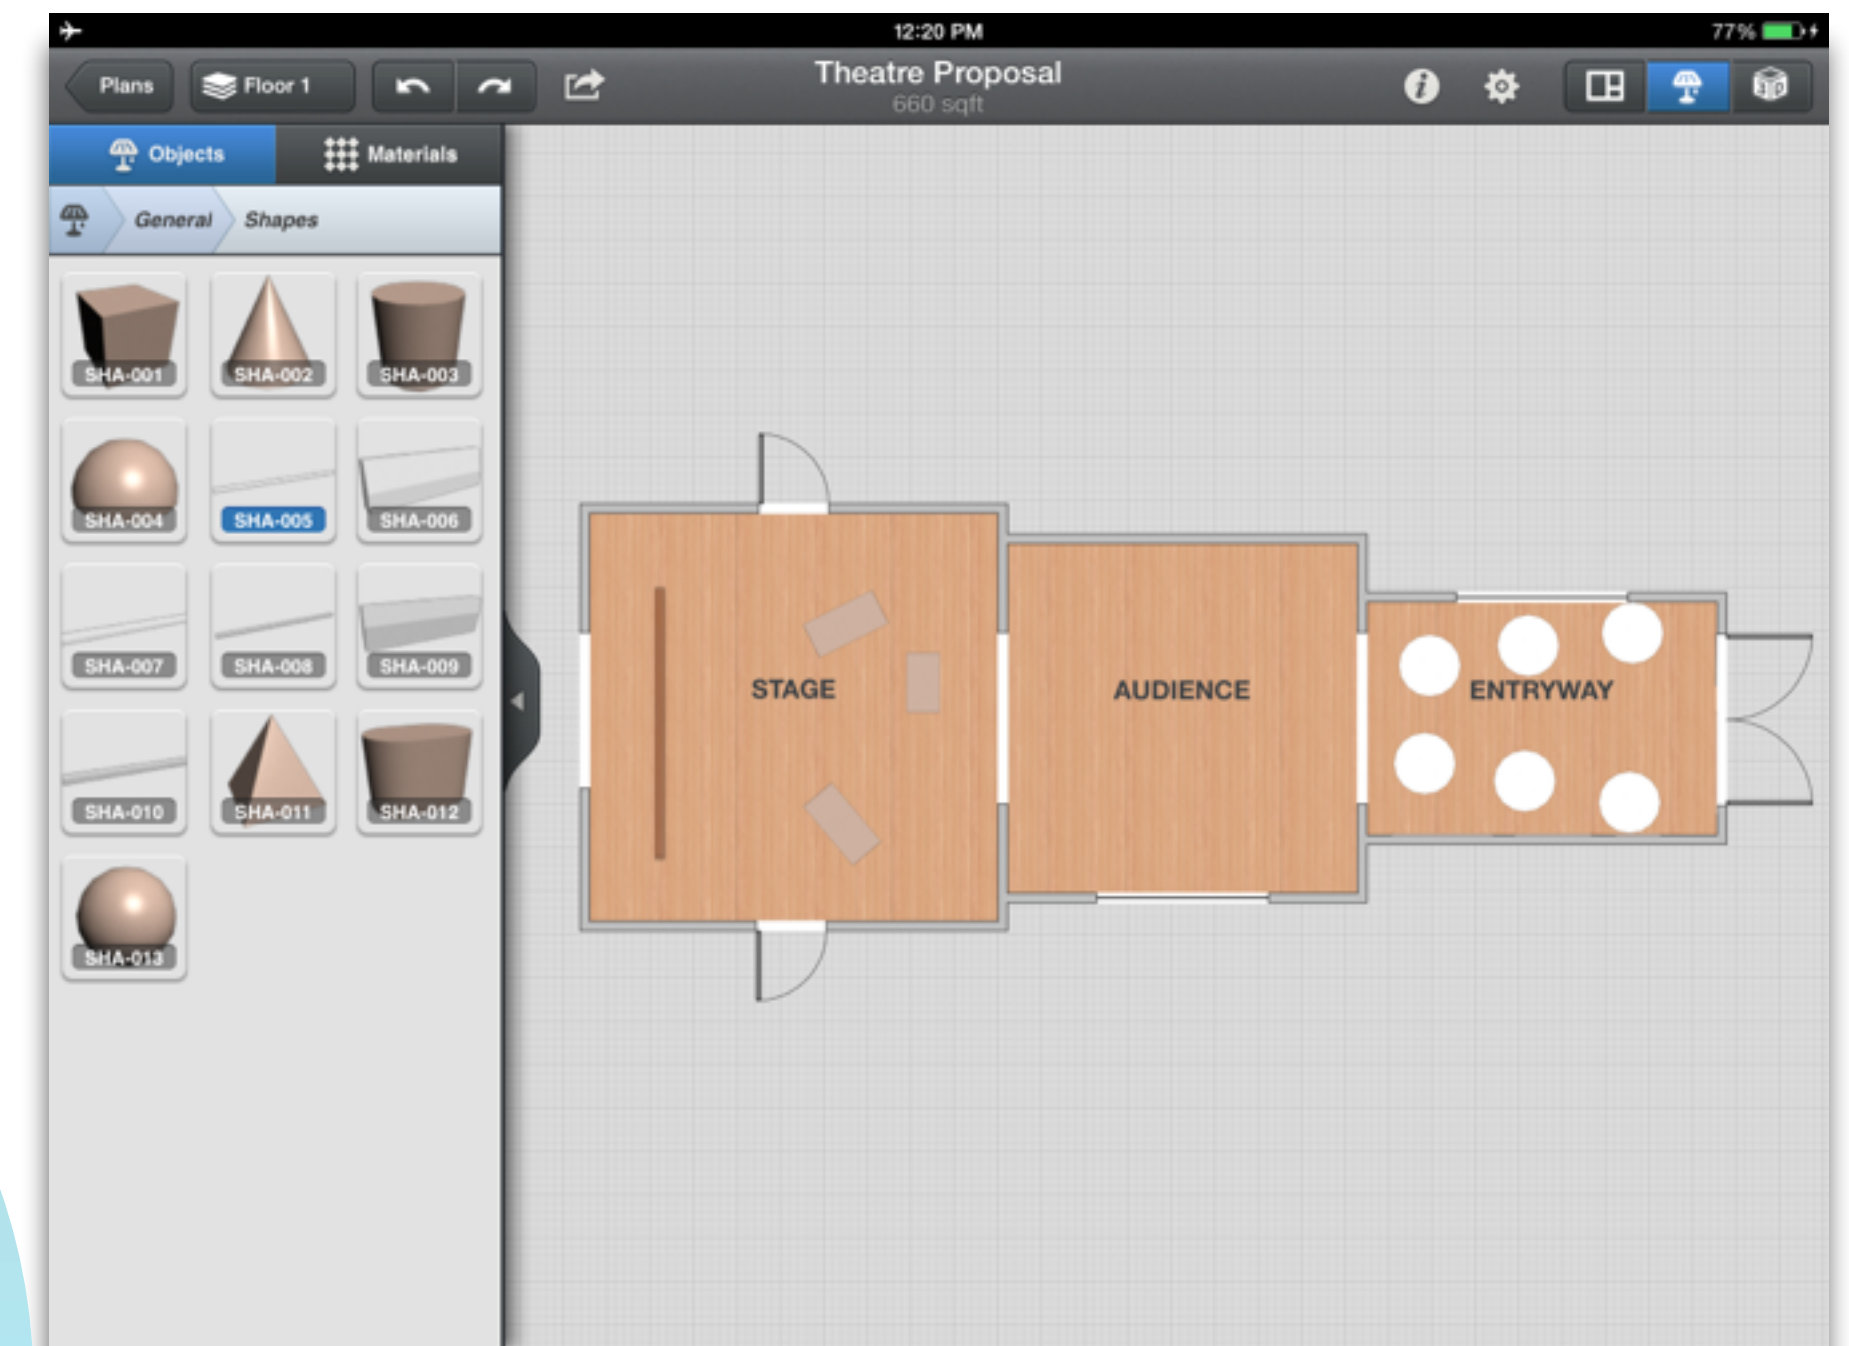 12:20 PM
77%
Plans
Floor 1
Theatre Proposal
660 sqft
Objects
Materials
General
Shapes
SHA-001
SHA-002
SHA-003
SHA-004
SHA-005
SHA-006
SHA-007
SHA-008
SHA-009
SHA-010
SHA-011
SHA-012
SHA-013
STAGE
AUDIENCE
ENTRYWAY